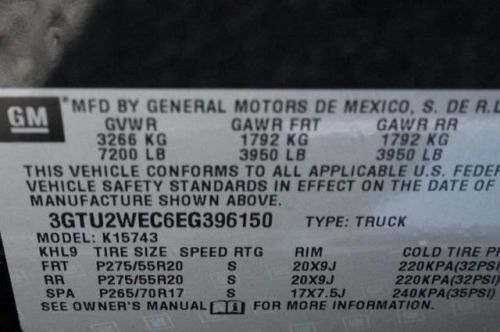 GM *MFD BY GENERAL MOTORS DE MEXICO, S. DE R.L
GVWR GAWR FRT GAWR RR
3266 KG 1792 KG 1792 KG
7200 LB 3950 LB 3950 LB
THIS VEHICLE CONFORMS TO ALL APPLICABLE U.S. FEDER
VEHICLE SAFETY STANDARDS IN EFFECT ON THE DATE OF
MANUFACTURE SHOWN ABOVE.
3GTU2WEC6EG396150 TYPE: TRUCK
MODEL: K15743
KHL9 TIRE SIZE SPEED RTG RIM COLD TIRE PR
FRT P275/55R20 S 20X9J 220KPA(32PSI)
RR P275/55R20 S 20X9J 220KPA(32PSI)
SPA P265/70R17 S 17X7.5J 240KPA(35PSI)
SEE OWNER'S MANUAL FOR MORE INFORMATION.